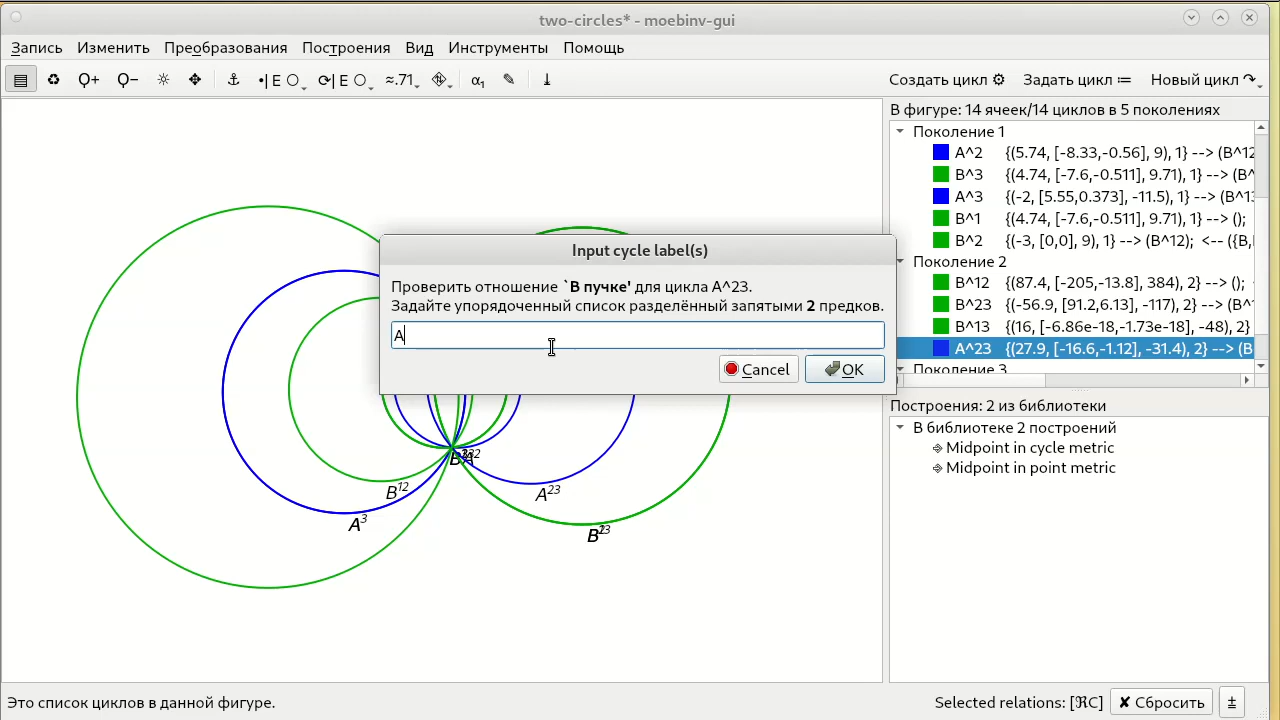 two-circles* - moebinv-gui
Запись Изменить Преобразования Построения Вид Инструменты Помощь
Создать цикл Задать цикл Новый цикл
В фигуре: 14 ячеек/14 циклов в 5 поколениях
Поколение 1
A^2 {(5.74, [-8.33,-0.56], 9), 1} --> (B^12
B^3 {(4.74, [-7.6,-0.511], 9.71), 1} --> (B^
A^3 {(-2, [5.55,0.373], -11.5), 1} --> (B^13
B^1 {(4.74, [-7.6,-0.511], 9.71), 1} --> ();
B^2 {(-3, [0,0], 9), 1} --> (B^12); <-- ({B,
Поколение 2
B^12 {(87.4, [-205,-13.8], 384), 2} --> ();
B^23 {(-56.9, [91.2,6.13], -117), 2} --> (B^
B^13 {(16, [-6.86e-18,-1.73e-18], -48), 2}
A^23 {(27.9, [-16.6,-1.12], -31.4), 2} --> (B
Поколение 3
Input cycle label(s)
Проверить отношение `В пучке' для цикла A^23.
Задайте упорядоченный список разделённый запятыми 2 предков.
A
Cancel OK
B12
A3
A23
Построения: 2 из библиотеки
В библиотеке 2 построений
Midpoint in cycle metric
Midpoint in point metric
Это список циклов в данной фигуре.
Selected relations: [ℜC] ✘ Сбросить ±